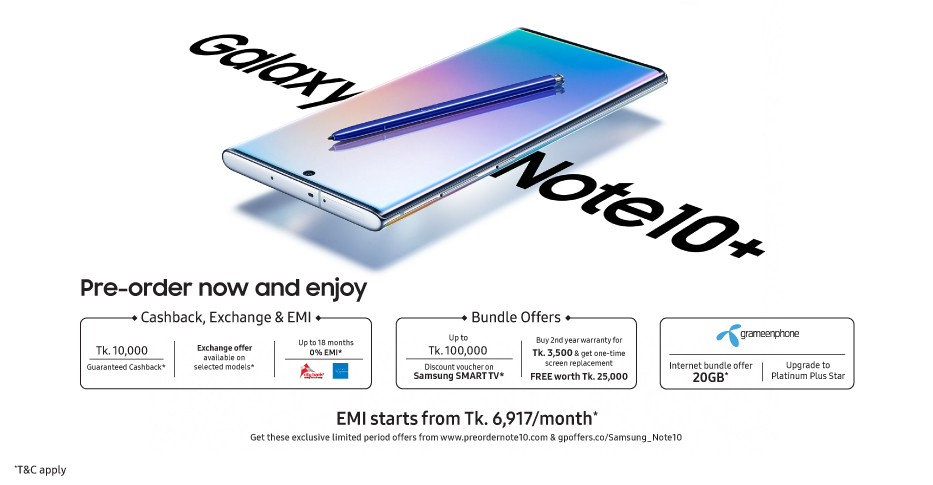 Galaxy
Note10+
Pre-order now and enjoy
Cashback, Exchange & EMI
Tk. 10,000
Guaranteed Cashback*
Exchange offer
available on
selected models*
Up to 18 months
0% EMI*
Bundle Offers
Up to
Tk. 100,000
Discount voucher on
Samsung SMART TV*
Buy 2nd year warranty for
Tk. 3,500 & get one-time
screen replacement
FREE worth Tk. 25,000
grameenphone
Internet bundle offer
20GB*
Upgrade to
Platinum Plus Star
EMI starts from Tk. 6,917/month*
Get these exclusive limited period offers from www.preordernote10.com & gpoffers.co/Samsung_Note10
*T&C apply